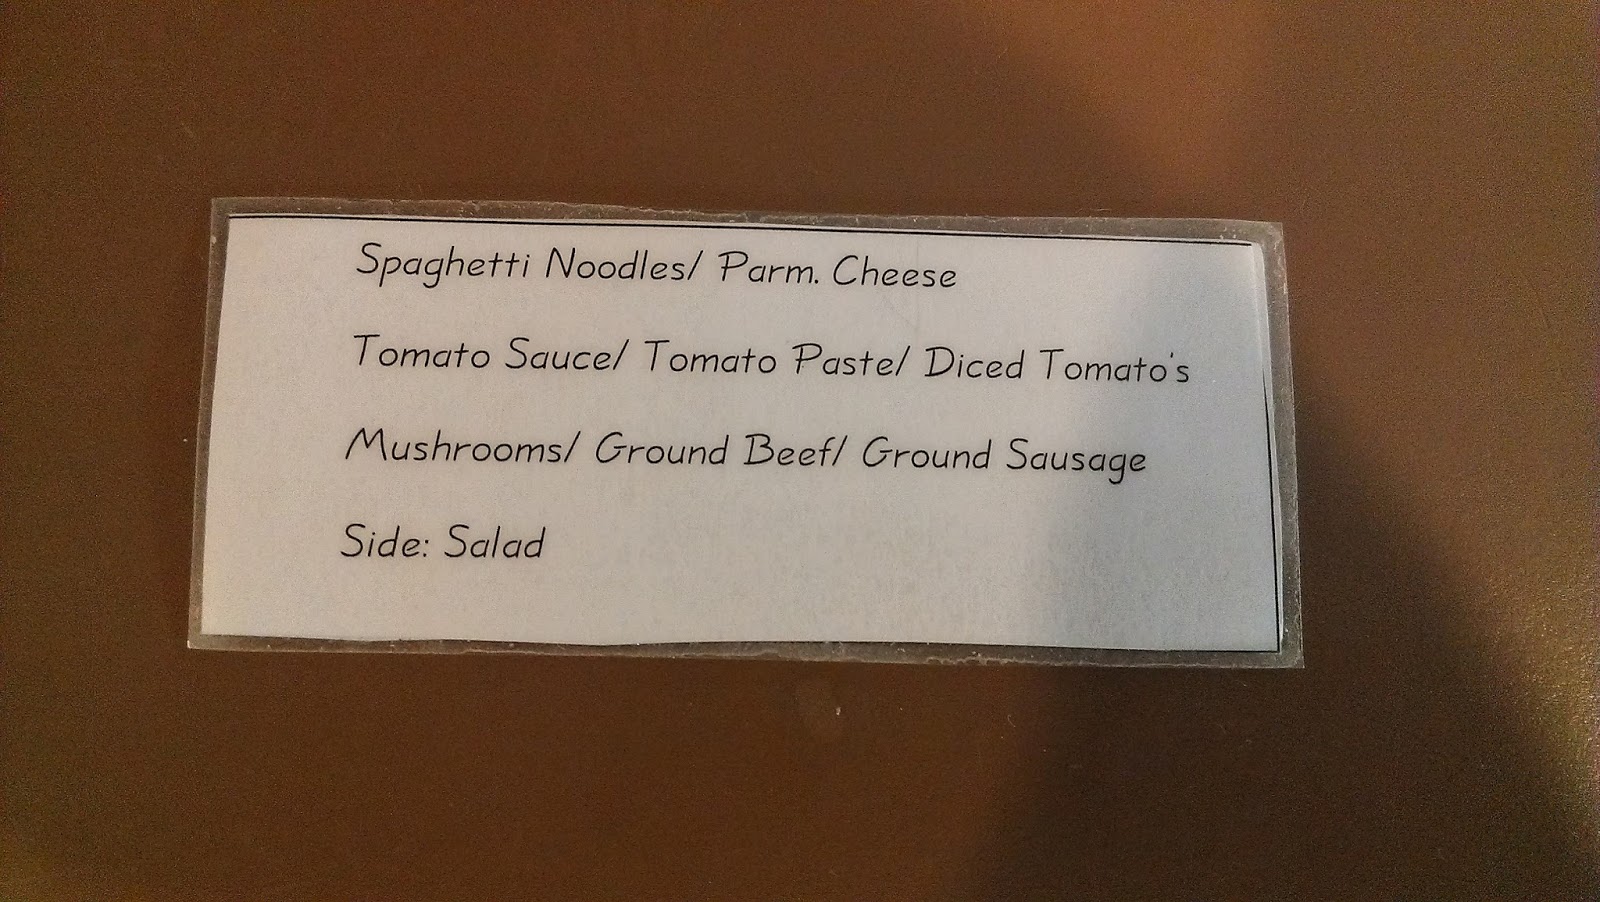 Spaghetti Noodles/ Parm. Cheese
Tomato Sauce/ Tomato Paste/ Diced Tomato's
Mushrooms/ Ground Beef/ Ground Sausage
Side: Salad